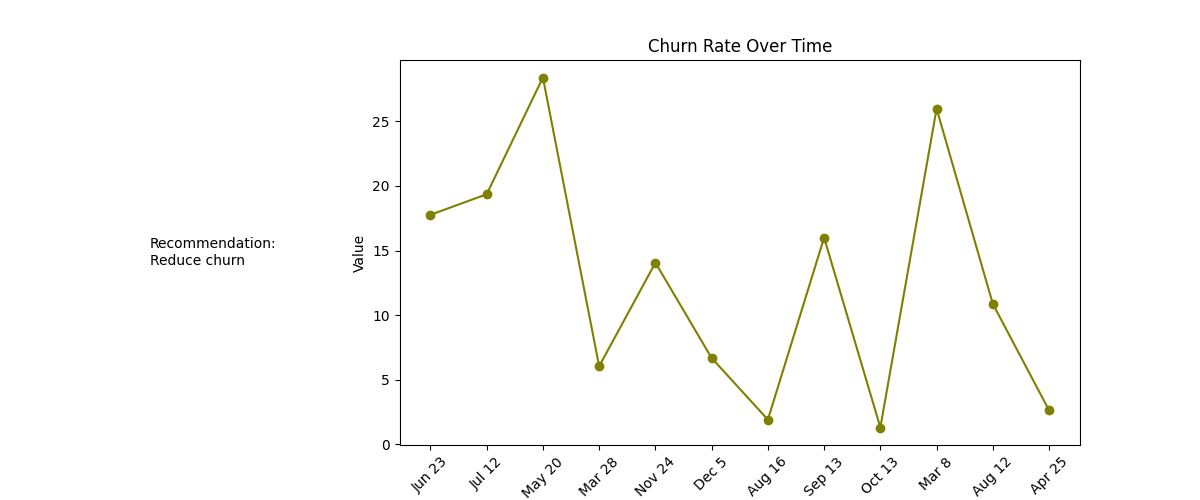 Churn Rate Over Time
Recommendation:
Reduce churn
Value
25
20
15
10
5
0
Jun 23
Jul 12
May 20
Mar 28
Nov 24
Dec 5
Aug 16
Sep 13
Oct 13
Mar 8
Aug 12
Apr 25